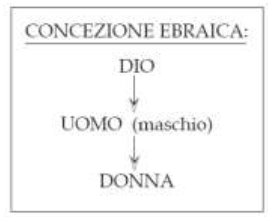 CONCEZIONE EBRAICA:
DIO
UOMO (maschio)
DONNA